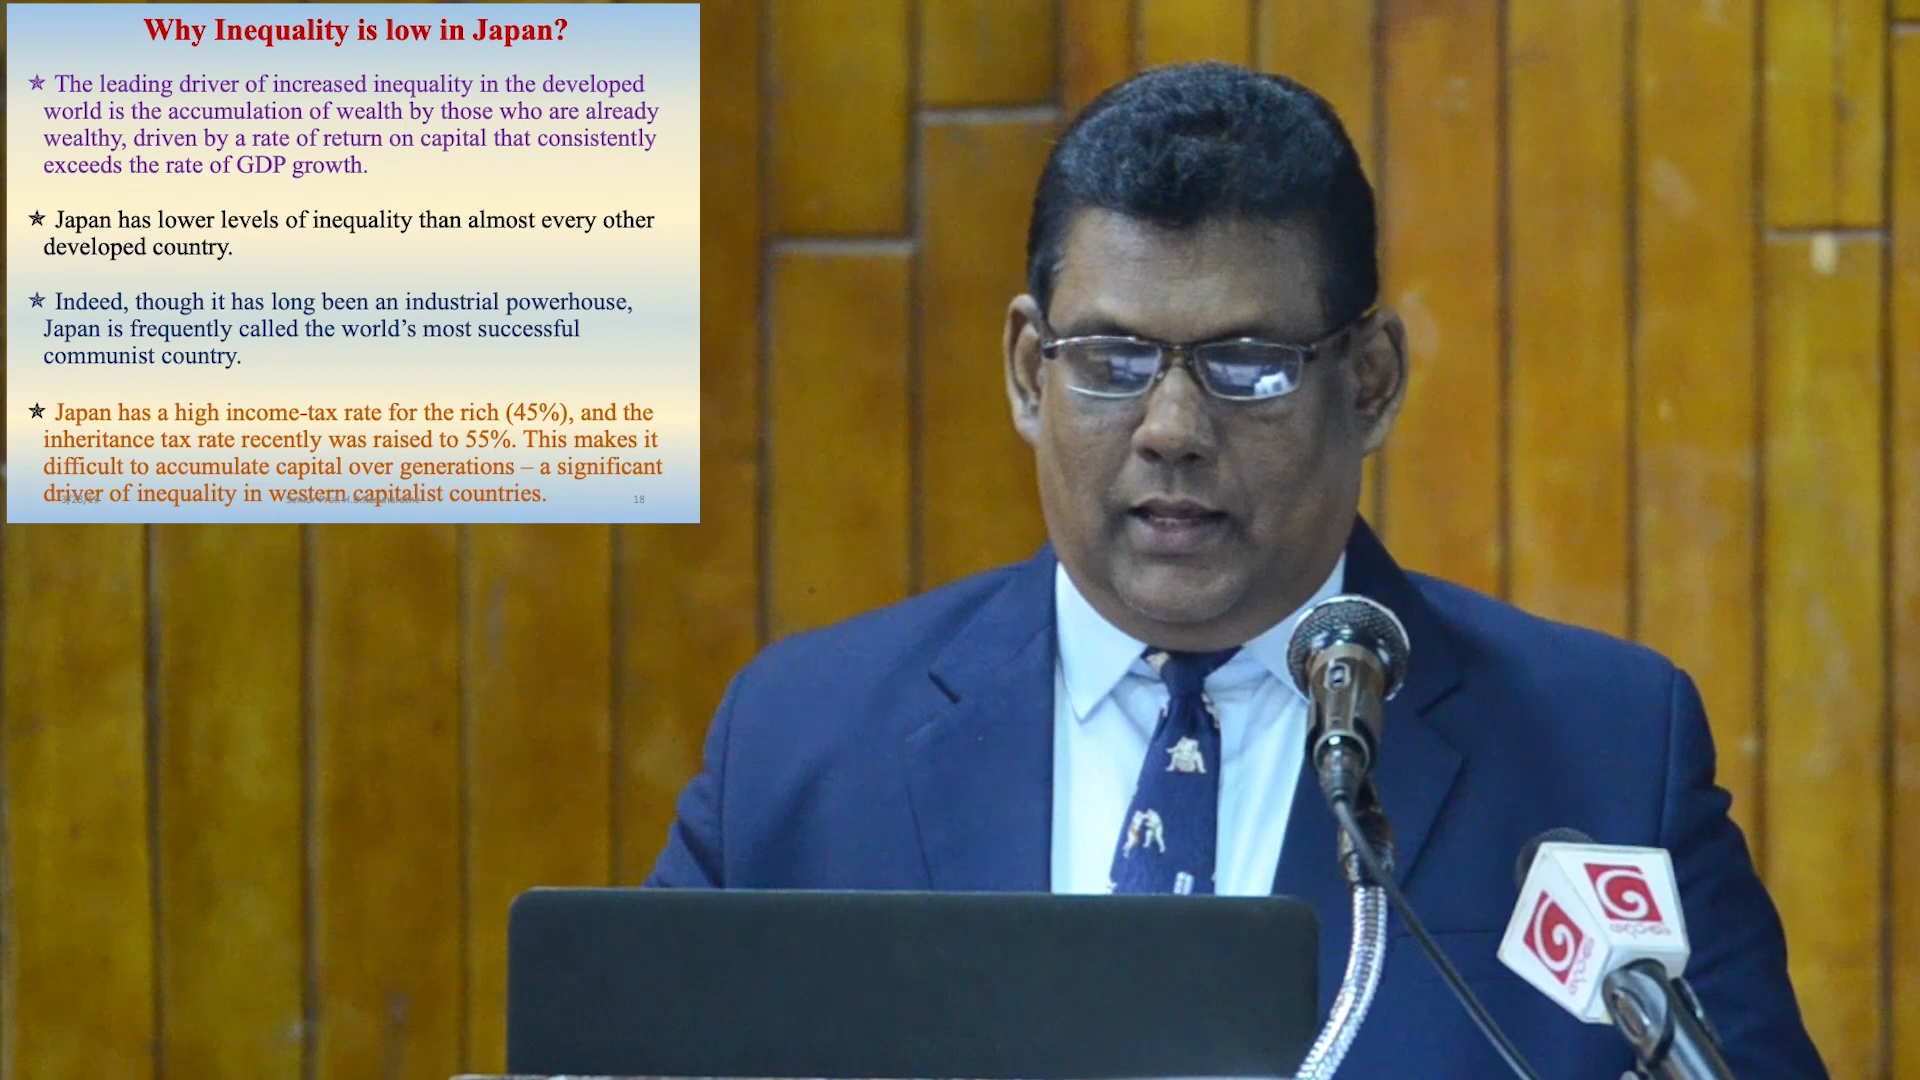 Why Inequality is low in Japan?
✯ The leading driver of increased inequality in the developed
world is the accumulation of wealth by those who are already
wealthy, driven by a rate of return on capital that consistently
exceeds the rate of GDP growth.
✯ Japan has lower levels of inequality than almost every other
developed country.
✯ Indeed, though it has long been an industrial powerhouse,
Japan is frequently called the world’s most successful
communist country.
✯ Japan has a high income-tax rate for the rich (45%), and the
inheritance tax rate recently was raised to 55%. This makes it
difficult to accumulate capital over generations – a significant
driver of inequality in western capitalist countries.
18